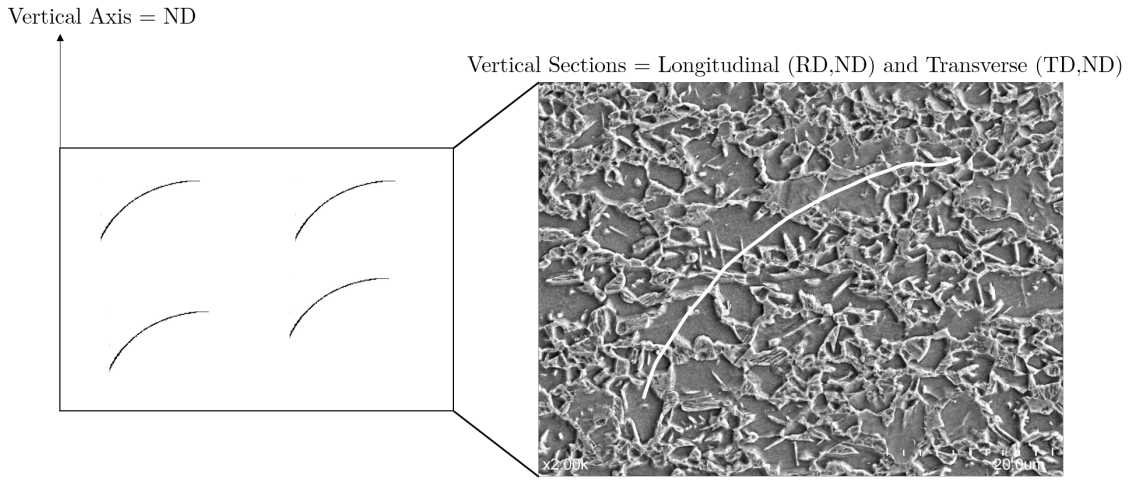 Vertical Axis = ND
Vertical Sections = Longitudinal (RD,ND) and Transverse (TD,ND)
x2.00k
20.0um